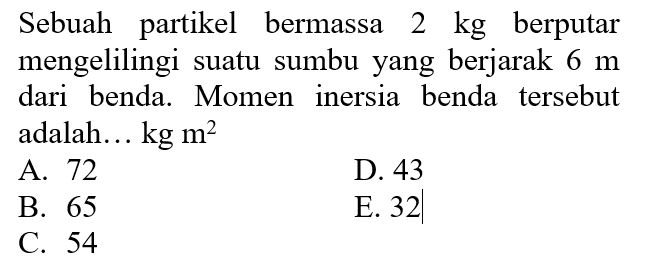 Sebuah partikel bermassa 2 kg berputar
mengelilingi suatu sumbu yang berjarak 6 m
dari benda. Momen inersia benda tersebut
adalah… kg m²
A. 72 D. 43
B. 65 E. 32
C. 54